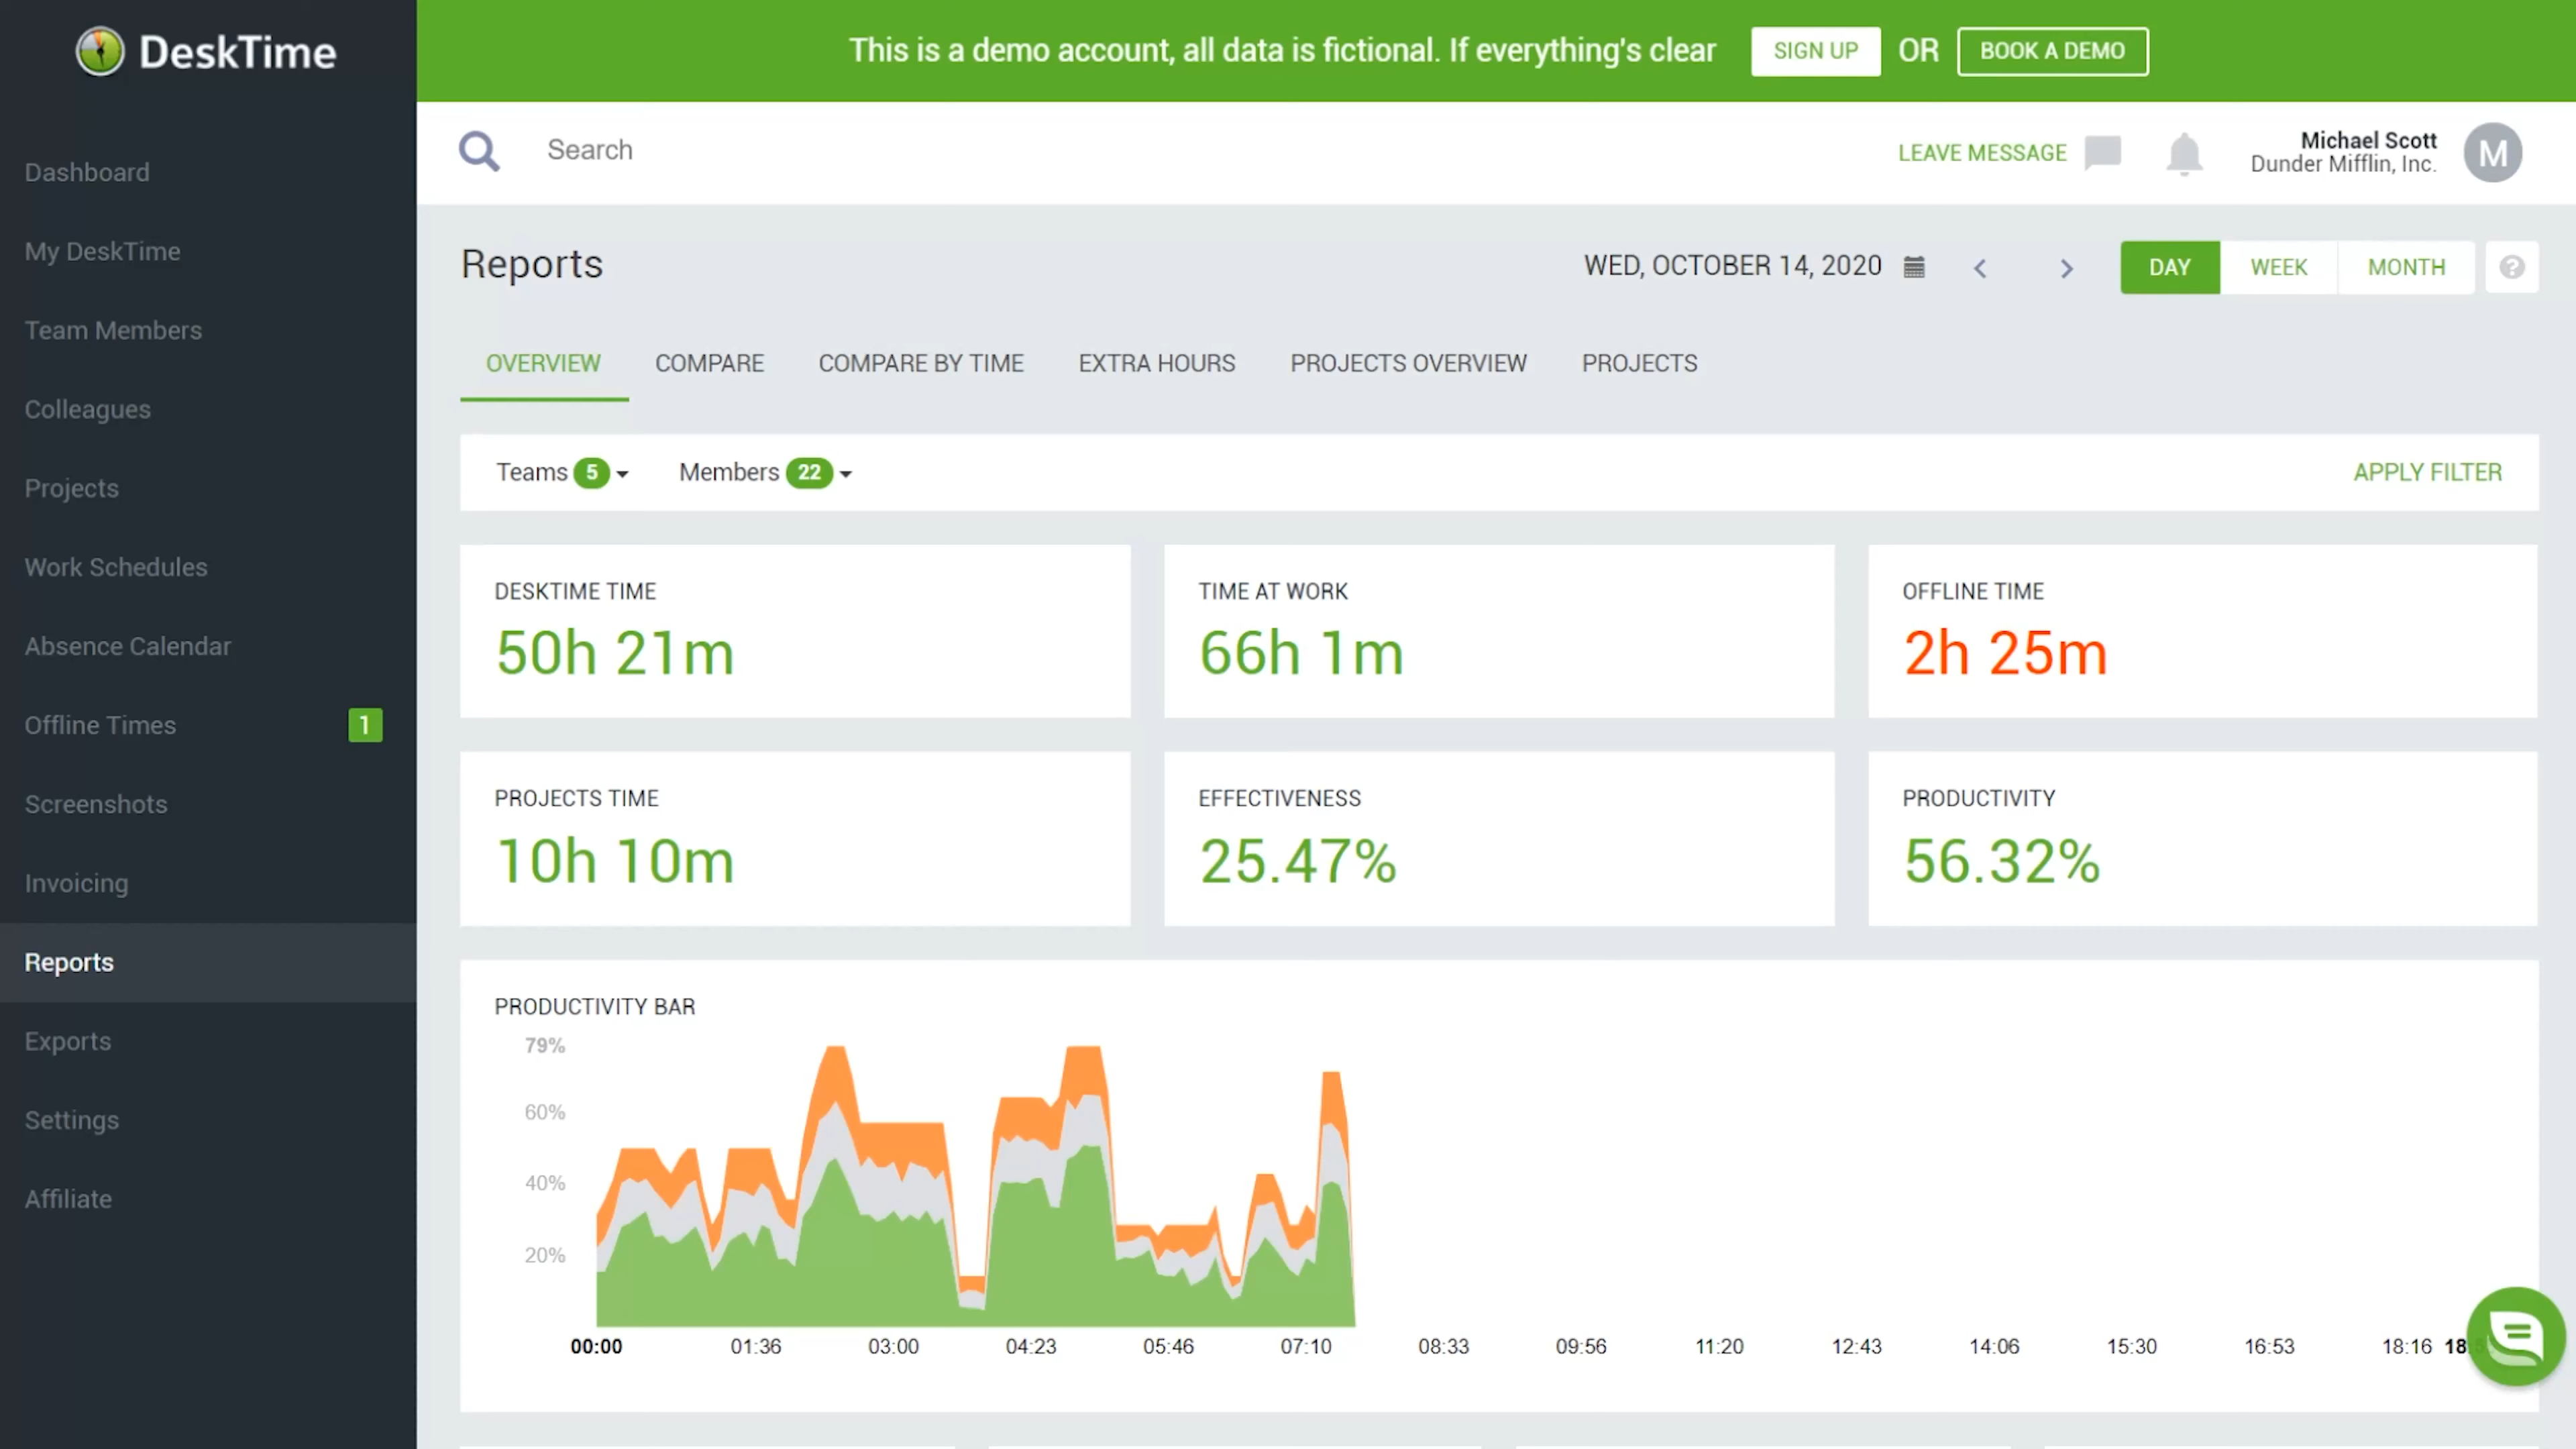 DeskTime
This is a demo account, all data is fictional. If everything's clear SIGN UP OR BOOK A DEMO
Search
LEAVE MESSAGE
Michael Scott
Dunder Mifflin, Inc.
M
Dashboard
My DeskTime
Team Members
Colleagues
Projects
Work Schedules
Absence Calendar
Offline Times 1
Screenshots
Invoicing
Reports
Exports
Settings
Affiliate
Reports
WED, OCTOBER 14, 2020
DAY WEEK MONTH ?
OVERVIEW COMPARE COMPARE BY TIME EXTRA HOURS PROJECTS OVERVIEW PROJECTS
Teams 5 Members 22 APPLY FILTER
DESKTIME TIME
50h 21m
TIME AT WORK
66h 1m
OFFLINE TIME
2h 25m
PROJECTS TIME
10h 10m
EFFECTIVENESS
25.47%
PRODUCTIVITY
56.32%
PRODUCTIVITY BAR
79%
60%
40%
20%
00:00 01:36 03:00 04:23 05:46 07:10 08:33 09:56 11:20 12:43 14:06 15:30 16:53 18:16